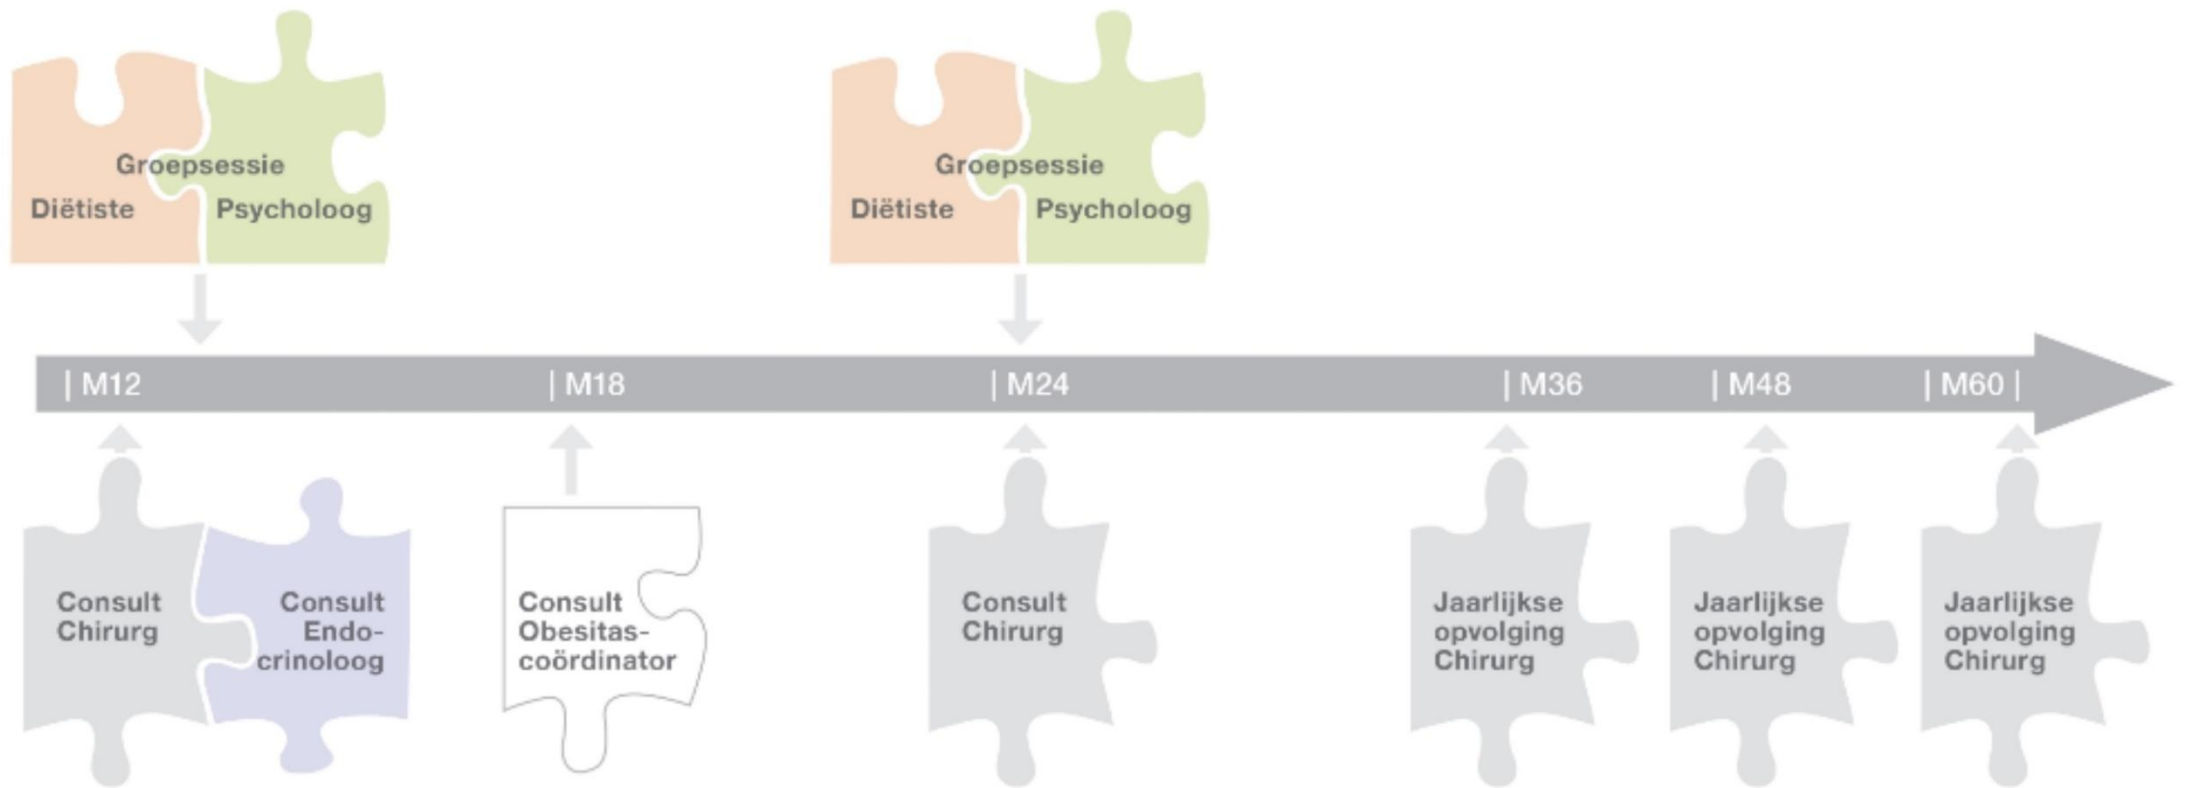 Groepsessie
Diëtiste Psycholoog
Groepsessie
Diëtiste Psycholoog
| M12 | M18 | M24 | M36 | M48 | M60 |
Consult
Chirurg
Consult
Endo-
crinoloog
Consult
Obesitas-
coördinator
Consult
Chirurg
Jaarlijkse
opvolging
Chirurg
Jaarlijkse
opvolging
Chirurg
Jaarlijkse
opvolging
Chirurg